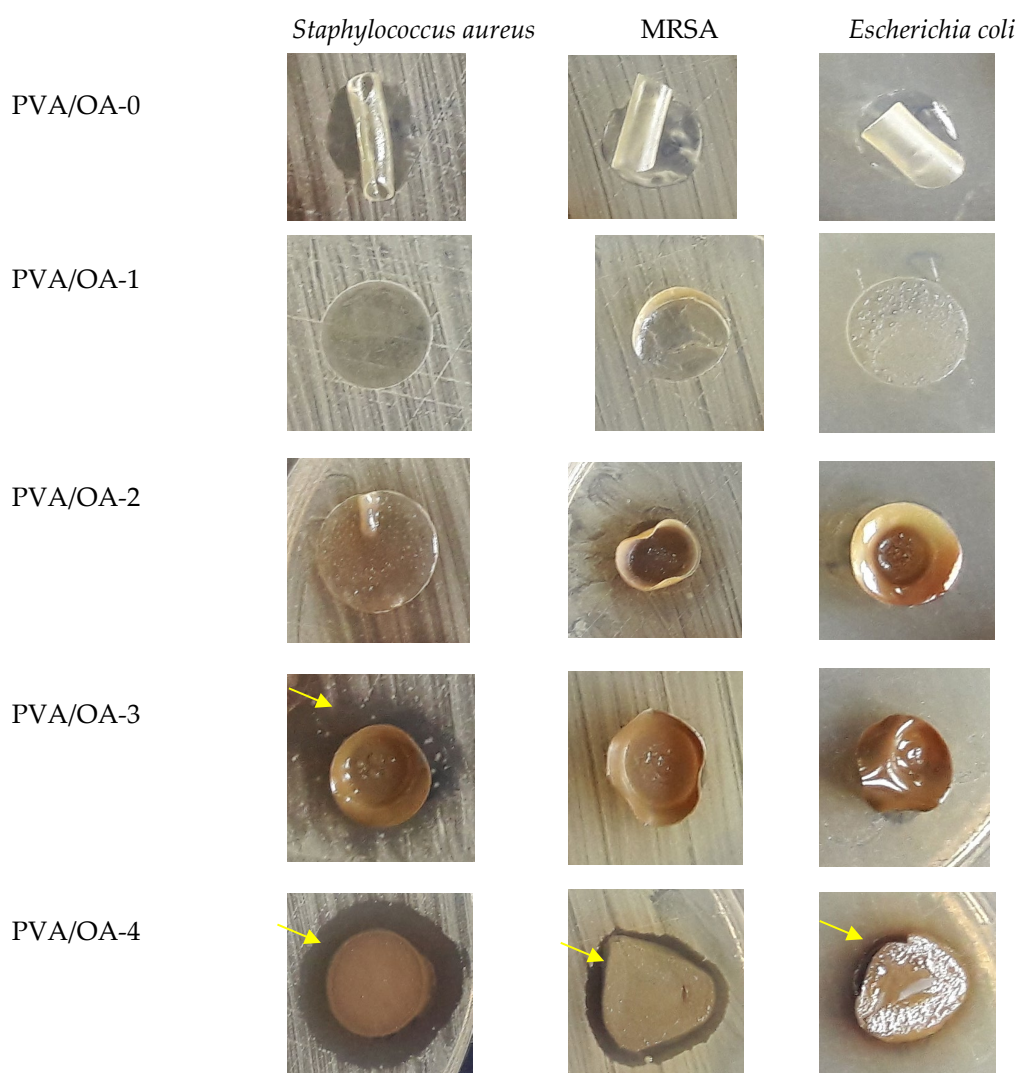 Staphylococcus aureus MRSA Escherichia coli
PVA/OA-0
PVA/OA-1
PVA/OA-2
PVA/OA-3
PVA/OA-4